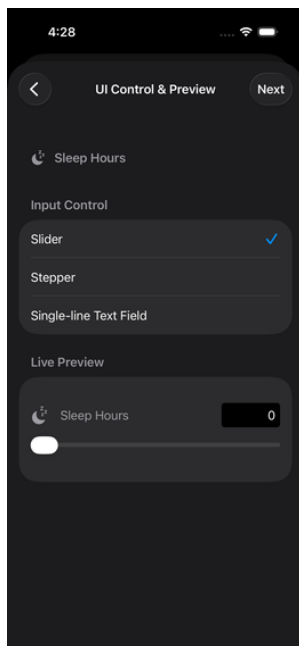 4:28
UI Control & Preview
Next
Sleep Hours
Input Control
Slider
Stepper
Single-line Text Field
Live Preview
Sleep Hours
0